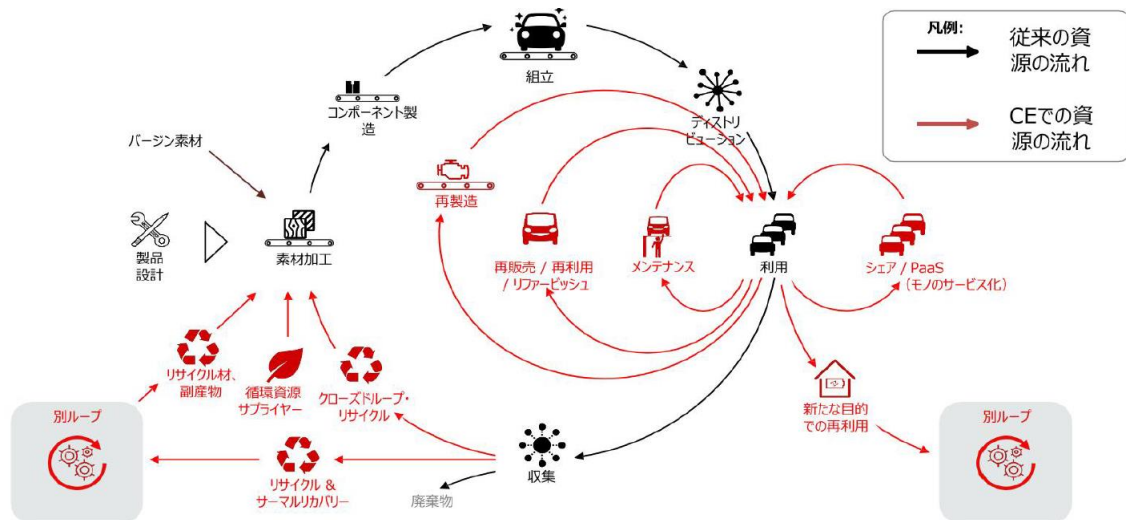 凡例:
従来の資
源の流れ
CEでの資
源の流れ
組立
コンポーネント製
造
ディストリ
ビューション
バージン素材
再製造
製品
設計
素材加工
再販売 / 再利用
/ リファービッシュ
メンテナンス
利用
シェア / PaaS
(モノのサービス化)
リサイクル材、
副産物
循環資源
サプライヤー
クローズドループ・
リサイクル
新たな目的
での再利用
別ループ
別ループ
リサイクル &
サーマルリカバリー
収集
廃棄物